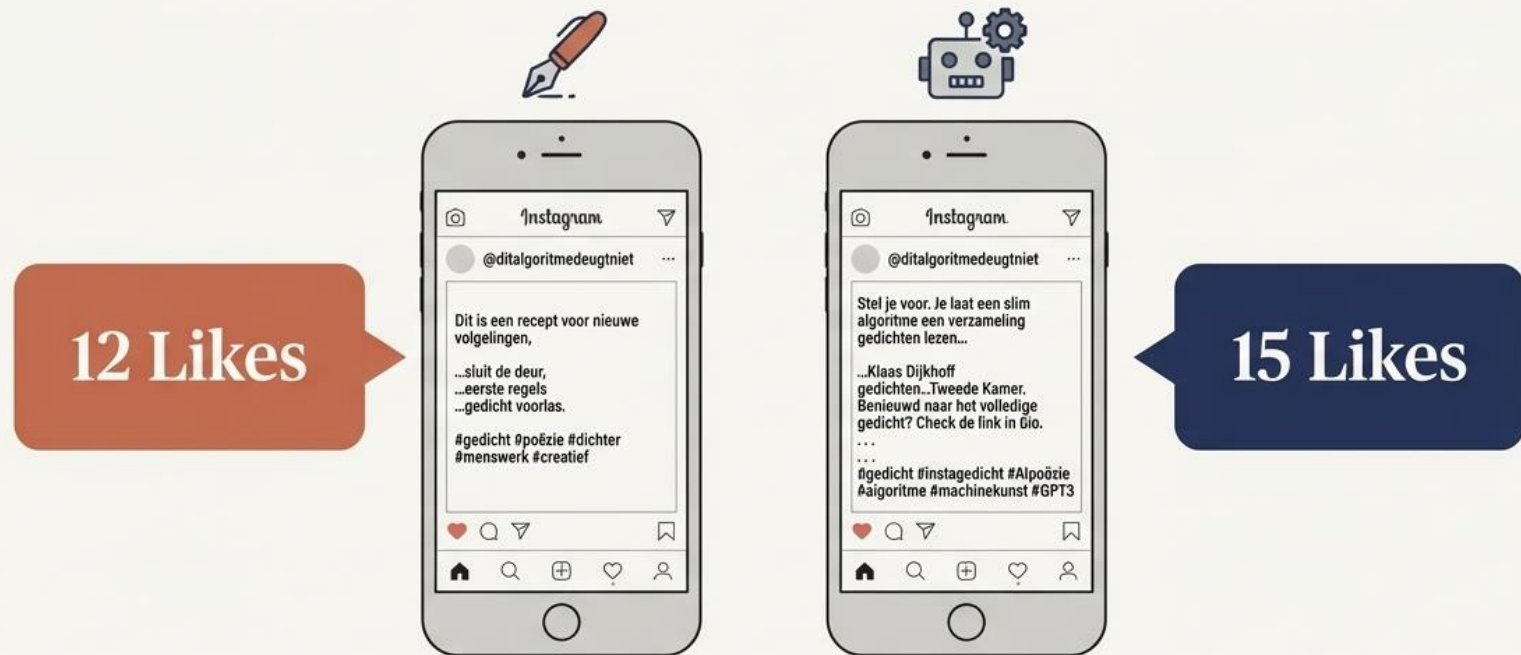 12 Likes
Instagram
@ditalgoritmedeugtniet
Dit is een recept voor nieuwe
volgelingen,
...sluit de deur,
...eerste regels
...gedicht voorlas.
#gedicht #poëzie #dichter
#menswerk #creatief
Instagram
@ditalgoritmedeugtniet
Stel je voor. Je laat een slim
algoritme een verzameling
gedichten lezen...
...Klaas Dijkhoff
gedichten...Tweede Kamer.
Benieuwd naar het volledige
gedicht? Check de link in Bio.
...
...
#gedicht #instagedicht #AIpoözie
#aigoritme #machinekunst #GPT3
15 Likes